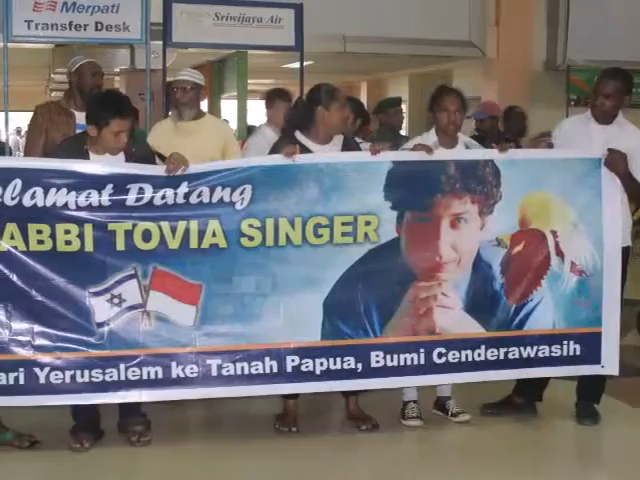 Merpati
Transfer Desk
Sriwijaya Air
elamat Datang
ABBI TOVIA SINGER
ari Yerusalem ke Tanah Papua, Bumi Cenderawasih